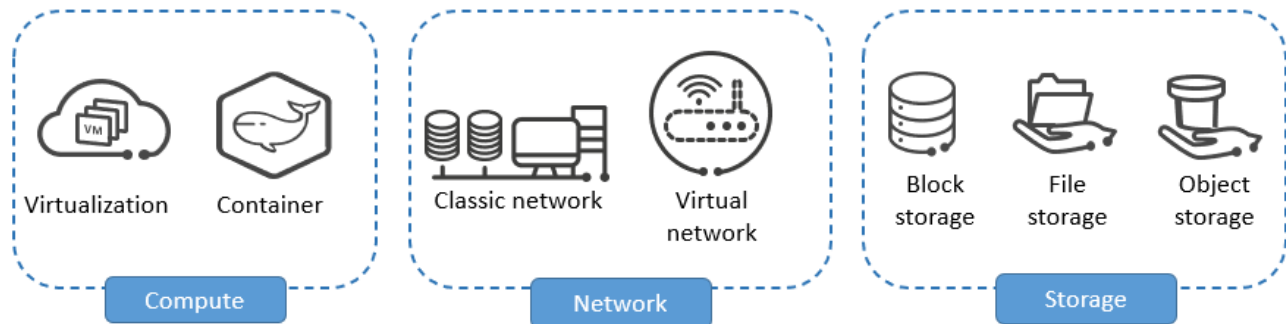 VM
Virtualization
Container
Compute
Classic network
Virtual
network
Network
Block
storage
File
storage
Object
storage
Storage